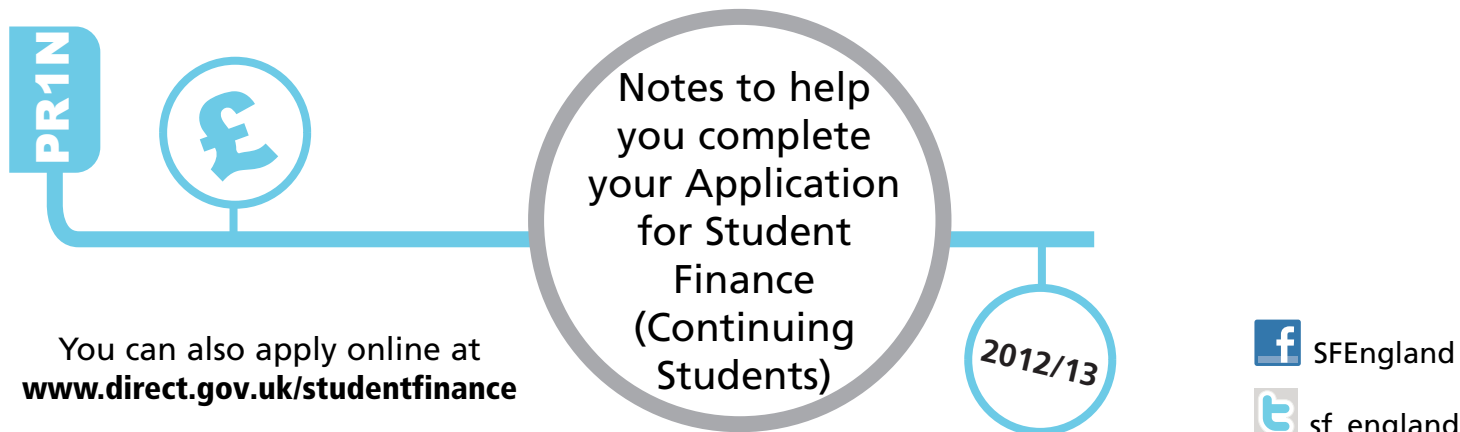 PR1N
£
Notes to help
you complete
your Application
for Student
Finance
(Continuing
Students)
You can also apply online at
www.direct.gov.uk/studentfinance
2012/13
f SFEngland
t sf_england